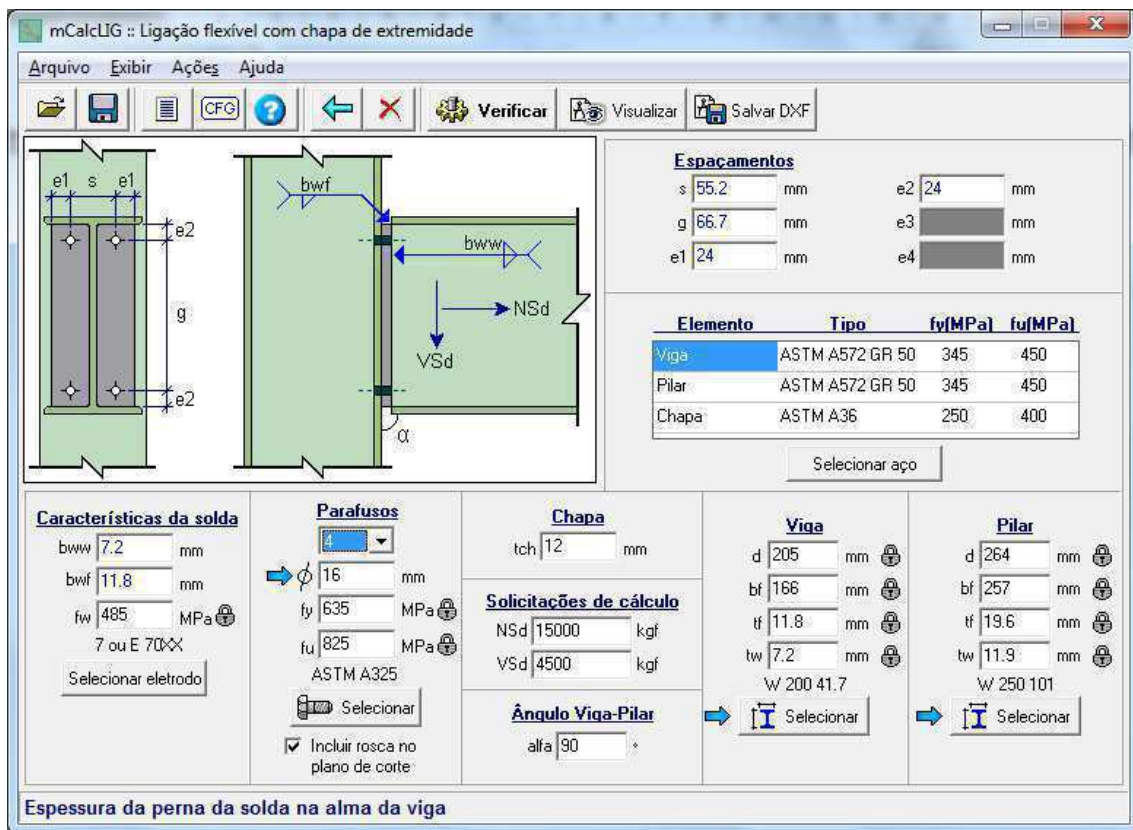 mCalcLIG :: Ligação flexível com chapa de extremidade
Arquivo Exibir Ações Ajuda
CFG ? Verificar Visualizar Salvar DXF
e1 s e1
e2
g
e2
bwf
bww
NSd
VSd
α
Espaçamentos
s 55.2 mm e2 24 mm
g 66.7 mm e3 mm
e1 24 mm e4 mm
Elemento Tipo fy(MPa) fu(MPa)
Viga ASTM A572 GR 50 345 450
Pilar ASTM A572 GR 50 345 450
Chapa ASTM A36 250 400
Selecionar aço
Características da solda
bww 7.2 mm
bwf 11.8 mm
fw 485 MPa
7 ou E 70XX
Selecionar eletrodo
Parafusos
4
ϕ 16 mm
fy 635 MPa
fu 825 MPa
ASTM A325
Selecionar
Incluir rosca no
plano de corte
Chapa
tch 12 mm
Solicitações de cálculo
NSd 15000 kgf
VSd 4500 kgf
Ângulo Viga-Pilar
alfa 90 °
Viga
d 205 mm
bf 166 mm
tf 11.8 mm
tw 7.2 mm
W 200 41.7
Selecionar
Pilar
d 264 mm
bf 257 mm
tf 19.6 mm
tw 11.9 mm
W 250 101
Selecionar
Espessura da perna da solda na alma da viga